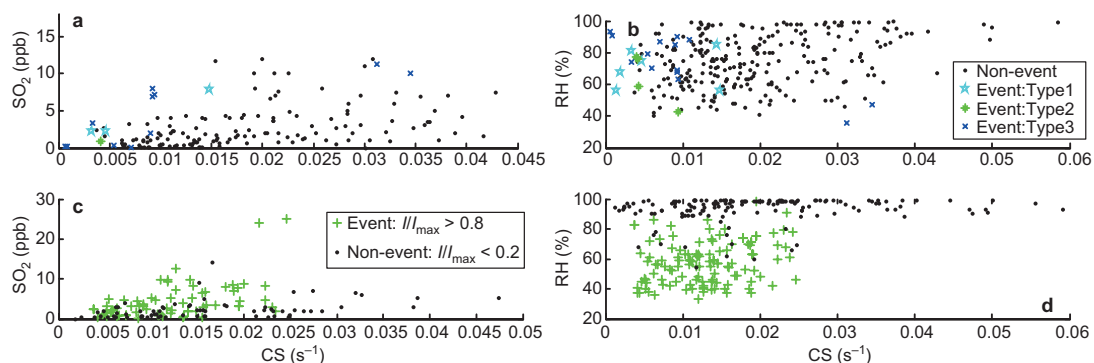 a
SO₂ (ppb)
15
10
5
0
0.005 0.01 0.015 0.02 0.025 0.03 0.035 0.04 0.045
b
RH (%)
100
80
60
40
20
0 0.01 0.02 0.03 0.04 0.05 0.06
Non-event
Event:Type1
Event:Type2
Event:Type3
c
SO₂ (ppb)
30
20
10
0
0 0.005 0.01 0.015 0.02 0.025 0.03 0.035 0.04 0.045 0.05
CS (s⁻¹)
Event: I/Imax > 0.8
Non-event: I/Imax < 0.2
RH (%)
100
80
60
40
20
0 0.01 0.02 0.03 0.04 0.05 0.06
CS (s⁻¹)
d